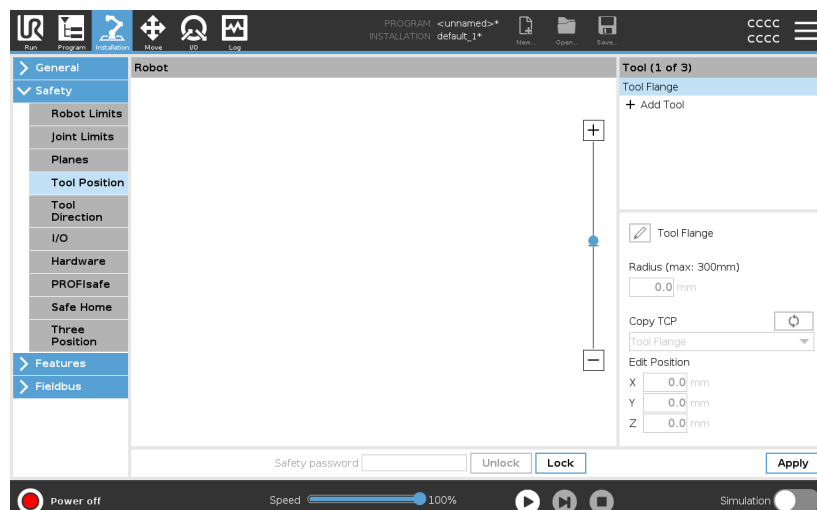 PROGRAM <unnamed>*
INSTALLATION default_1*
CCCC
CCCC
UR
Run
Program
Installation
Move
I/O
Log
New...
Open...
Save...
General
Safety
Robot Limits
Joint Limits
Planes
Tool Position
Tool
Direction
I/O
Hardware
PROFIsafe
Safe Home
Three
Position
Features
Fieldbus
Robot
Tool (1 of 3)
Tool Flange
+ Add Tool
Tool Flange
Radius (max: 300mm)
0.0 mm
Copy TCP
Tool Flange
Edit Position
X 0.0 mm
Y 0.0 mm
Z 0.0 mm
Safety password Unlock Lock Apply
Power off
Speed 100%
Simulation